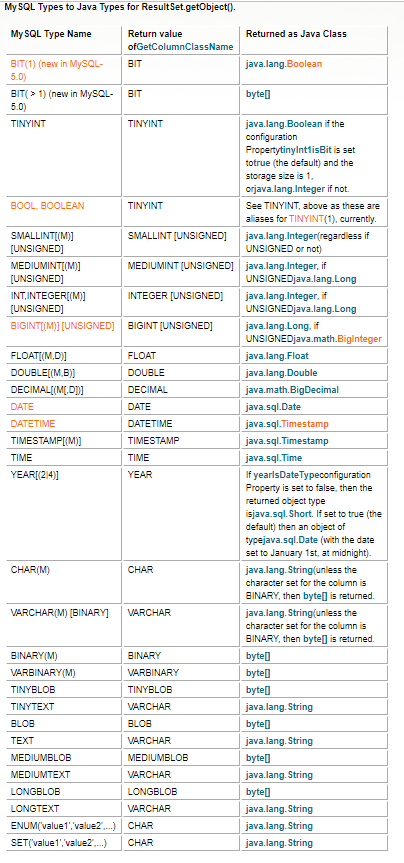 MySQL Types to Java Types for ResultSet.getObject().
MySQL Type Name Return value Returned as Java Class
ofGetColumnClassName
BIT(1) (new in MySQL- BIT java.lang.Boolean
5.0)
BIT( > 1) (new in MySQL- BIT byte[]
5.0)
TINYINT TINYINT java.lang.Boolean if the
configuration
PropertytinyInt1isBit is set
totrue (the default) and the
storage size is 1,
orjava.lang.Integer if not.
BOOL, BOOLEAN TINYINT See TINYINT, above as these are
aliases for TINYINT(1), currently.
SMALLINT[(M)] SMALLINT [UNSIGNED] java.lang.Integer(regardless if
[UNSIGNED] UNSIGNED or not)
MEDIUMINT[(M)] MEDIUMINT [UNSIGNED] java.lang.Integer, if
[UNSIGNED] UNSIGNEDjava.lang.Long
INT,INTEGER[(M)] INTEGER [UNSIGNED] java.lang.Integer, if
[UNSIGNED] UNSIGNEDjava.lang.Long
BIGINT[(M)] [UNSIGNED] BIGINT [UNSIGNED] java.lang.Long, if
UNSIGNEDjava.math.BigInteger
FLOAT[(M,D)] FLOAT java.lang.Float
DOUBLE[(M,B)] DOUBLE java.lang.Double
DECIMAL[(M[,D])] DECIMAL java.math.BigDecimal
DATE DATE java.sql.Date
DATETIME DATETIME java.sql.Timestamp
TIMESTAMP[(M)] TIMESTAMP java.sql.Timestamp
TIME TIME java.sql.Time
YEAR[(2|4)] YEAR If yearIsDateTypeconfiguration
Property is set to false, then the
returned object type
isjava.sql.Short. If set to true (the
default) then an object of
typejava.sql.Date (with the date
set to January 1st, at midnight).
CHAR(M) CHAR java.lang.String(unless the
character set for the column is
BINARY, then byte[] is returned.
VARCHAR(M) [BINARY] VARCHAR java.lang.String(unless the
character set for the column is
BINARY, then byte[] is returned.
BINARY(M) BINARY byte[]
VARBINARY(M) VARBINARY byte[]
TINYBLOB TINYBLOB byte[]
TINYTEXT VARCHAR java.lang.String
BLOB BLOB byte[]
TEXT VARCHAR java.lang.String
MEDIUMBLOB MEDIUMBLOB byte[]
MEDIUMTEXT VARCHAR java.lang.String
LONGBLOB LONGBLOB byte[]
LONGTEXT VARCHAR java.lang.String
ENUM('value1','value2',...) CHAR java.lang.String
SET('value1','value2',...) CHAR java.lang.String